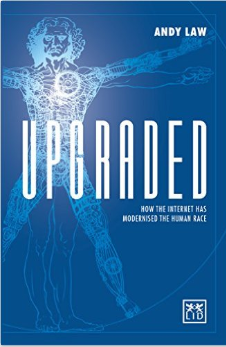 ANDY LAW
UPGRADED
HOW THE INTERNET HAS
MODERNISED THE HUMAN RACE
LID